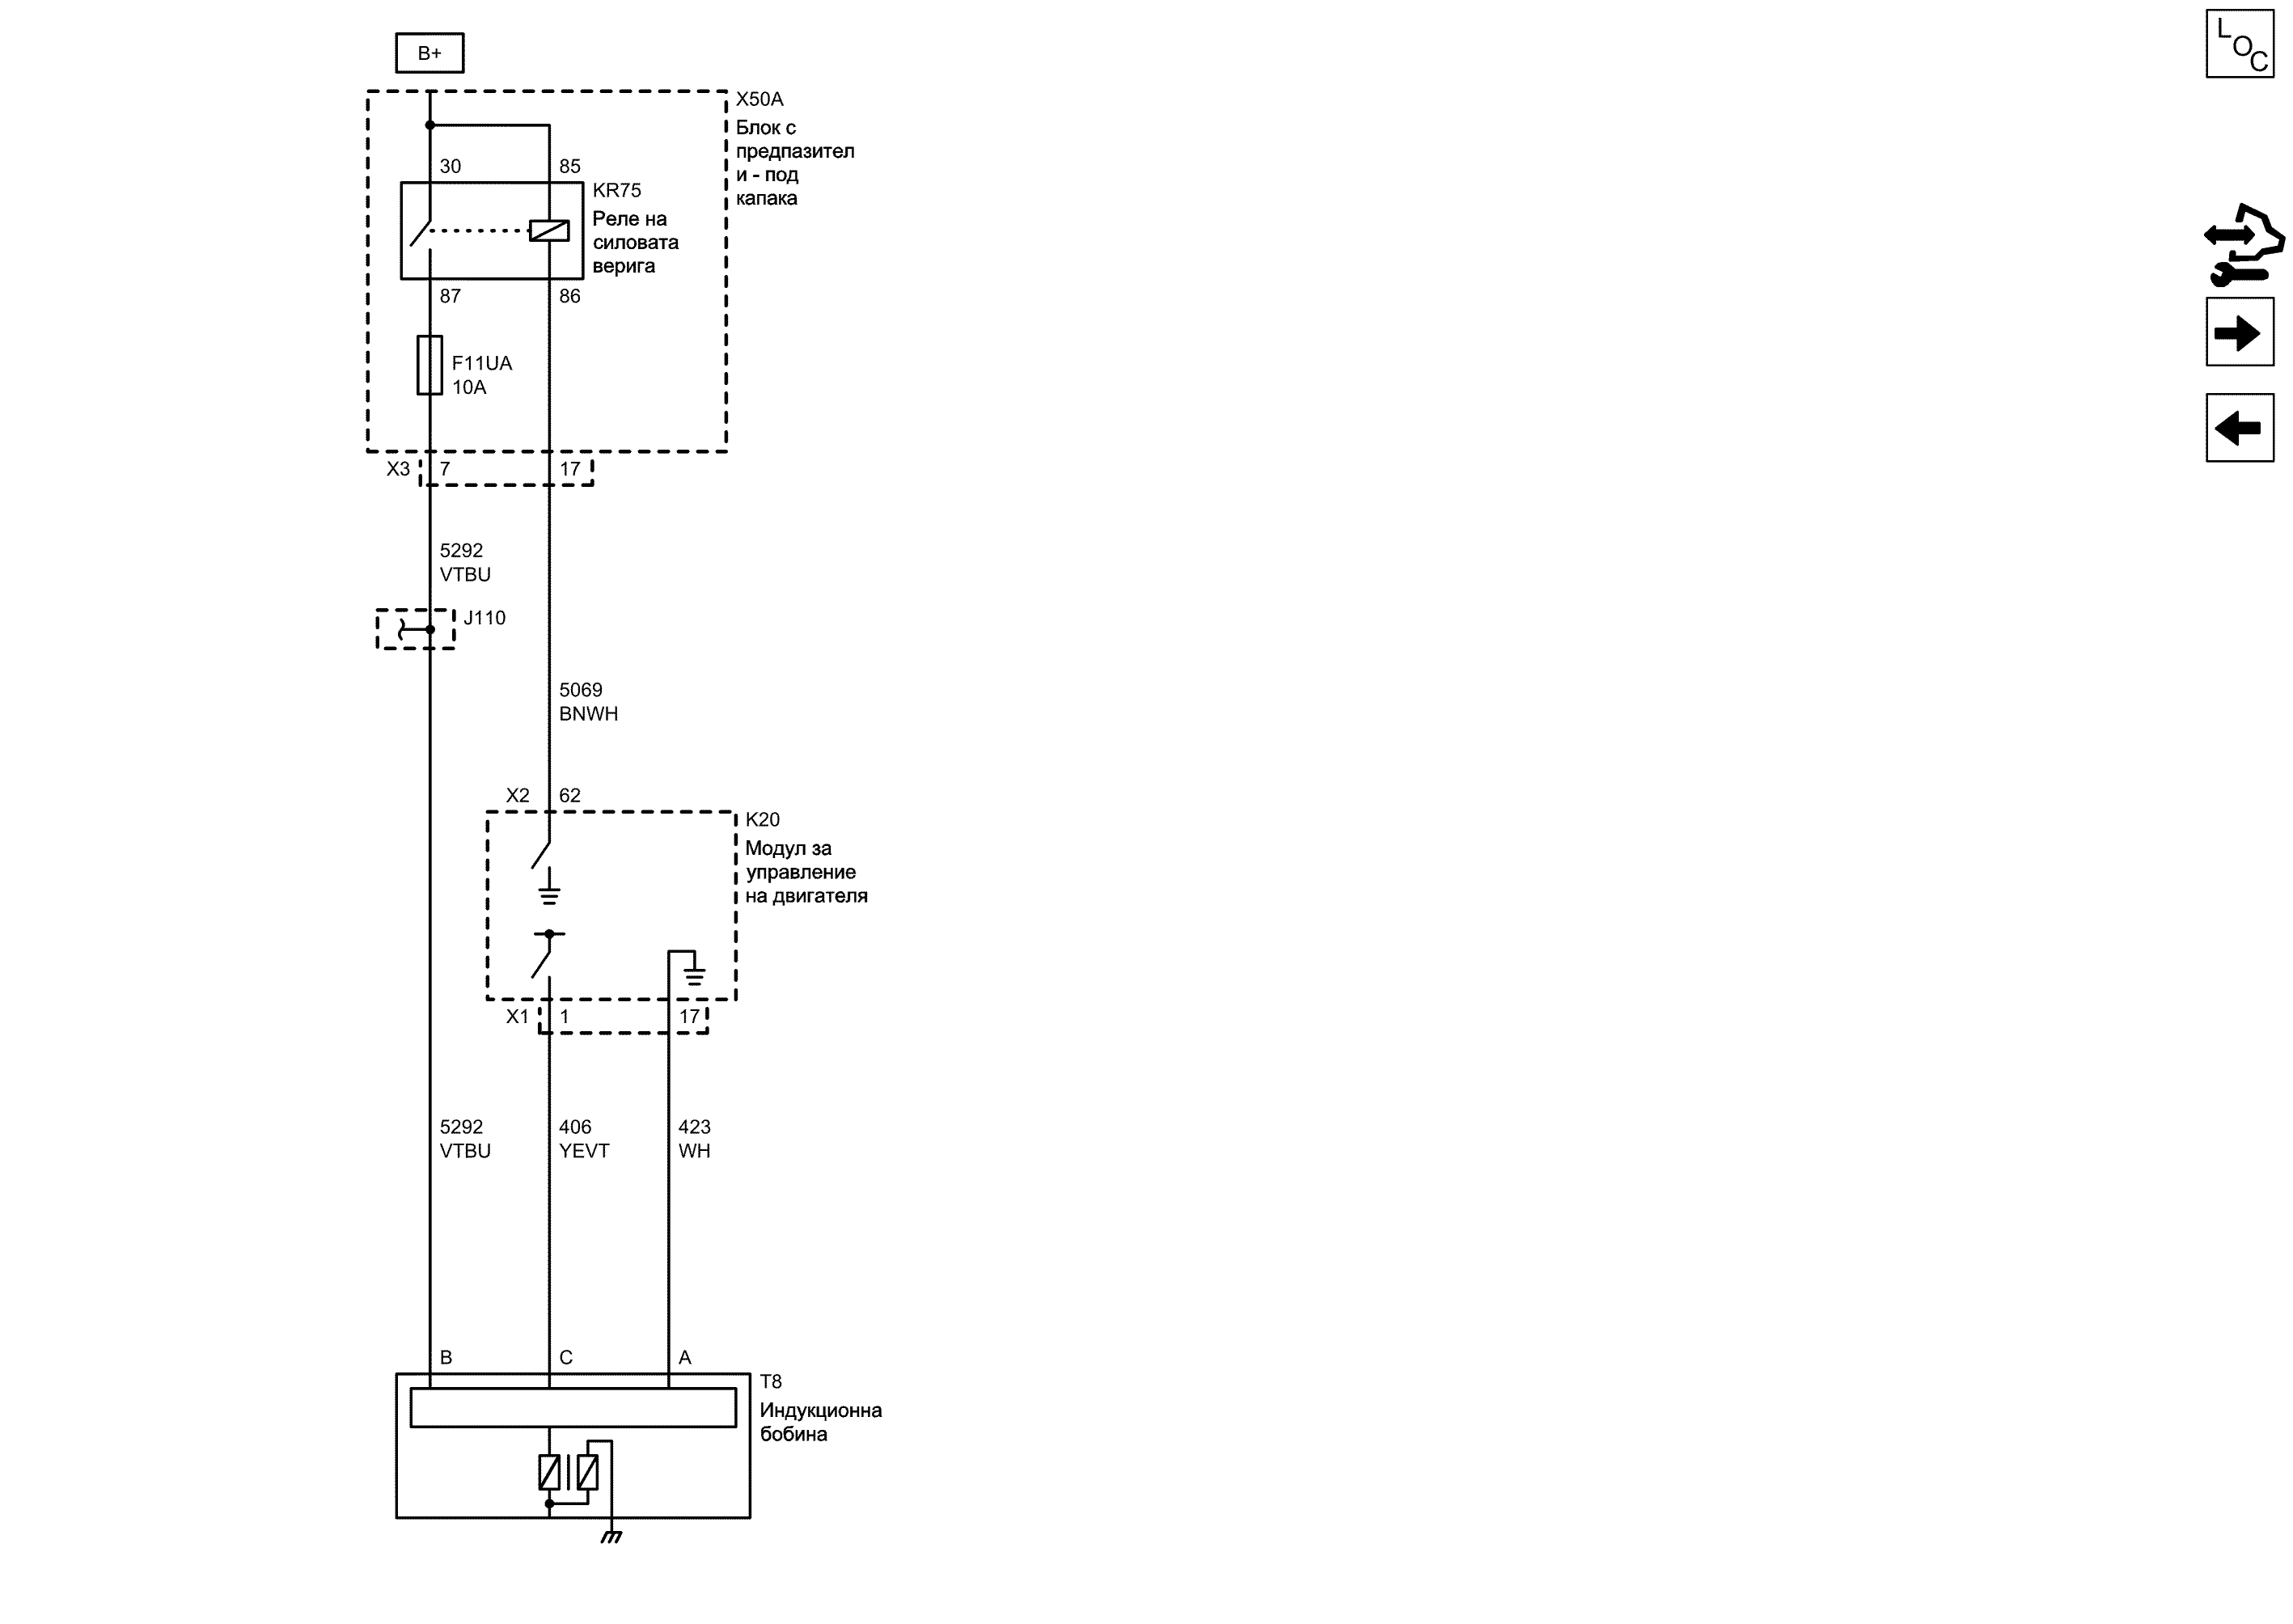 B+
LOC
X50A
Блок с
предпазител
и - под
капака
30
85
KR75
Реле на
силовата
верига
87
86
F11UA
10A
X3
7
17
5292
VTBU
J110
5069
BNWH
X2
62
K20
Модул за
управление
на двигателя
X1
1
17
5292
VTBU
406
YEVT
423
WH
B
C
A
T8
Индукционна
бобина